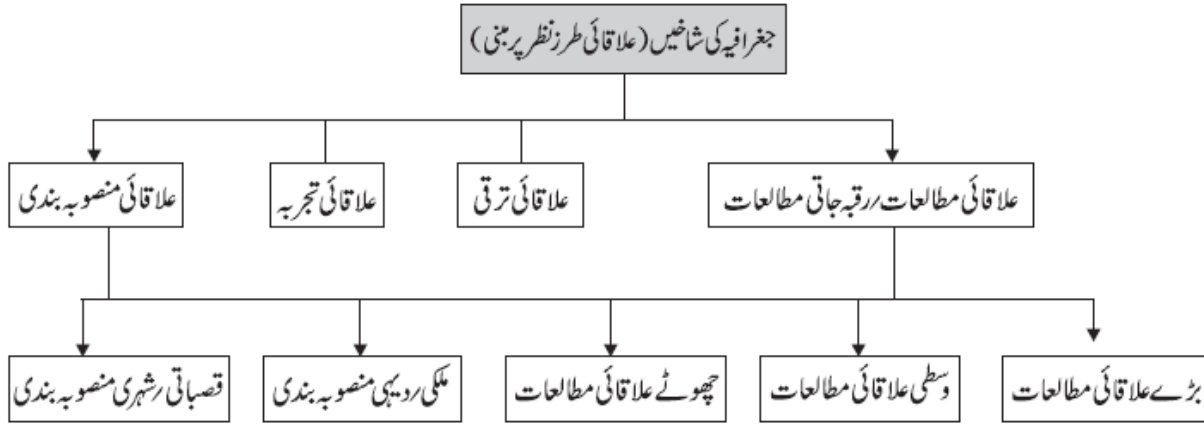 جغرافیہ کی شاخیں (علاقائی طرز نظر پر مبنی)
علاقائی مطالعات/رقبہ جاتی مطالعات
علاقائی ترقی
علاقائی تجربہ
علاقائی منصوبہ بندی
بڑے علاقائی مطالعات
وسطی علاقائی مطالعات
چھوٹے علاقائی مطالعات
ملکی/دیہی منصوبہ بندی
قصباتی/شہری منصوبہ بندی